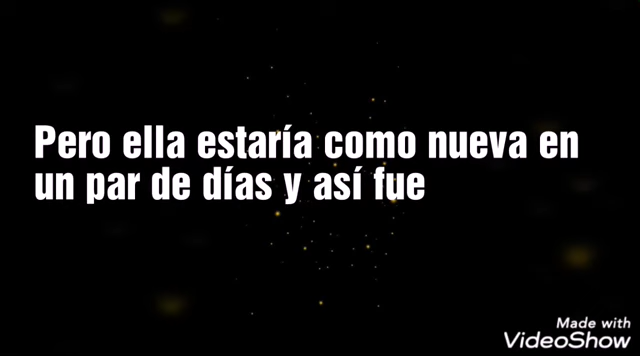 Pero ella estaría como nueva en
un par de días y así fue
Made with
VideoShow